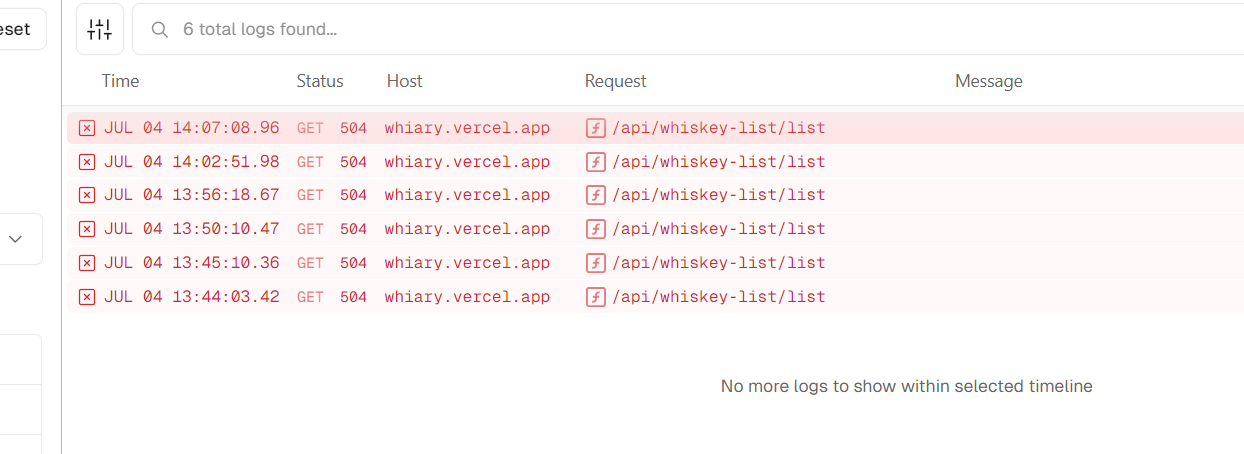 eset
6 total logs found...
Time Status Host Request Message
JUL 04 14:07:08.96 GET 504 whiary.vercel.app /api/whiskey-list/list
JUL 04 14:02:51.98 GET 504 whiary.vercel.app /api/whiskey-list/list
JUL 04 13:56:18.67 GET 504 whiary.vercel.app /api/whiskey-list/list
JUL 04 13:50:10.47 GET 504 whiary.vercel.app /api/whiskey-list/list
JUL 04 13:45:10.36 GET 504 whiary.vercel.app /api/whiskey-list/list
JUL 04 13:44:03.42 GET 504 whiary.vercel.app /api/whiskey-list/list
No more logs to show within selected timeline